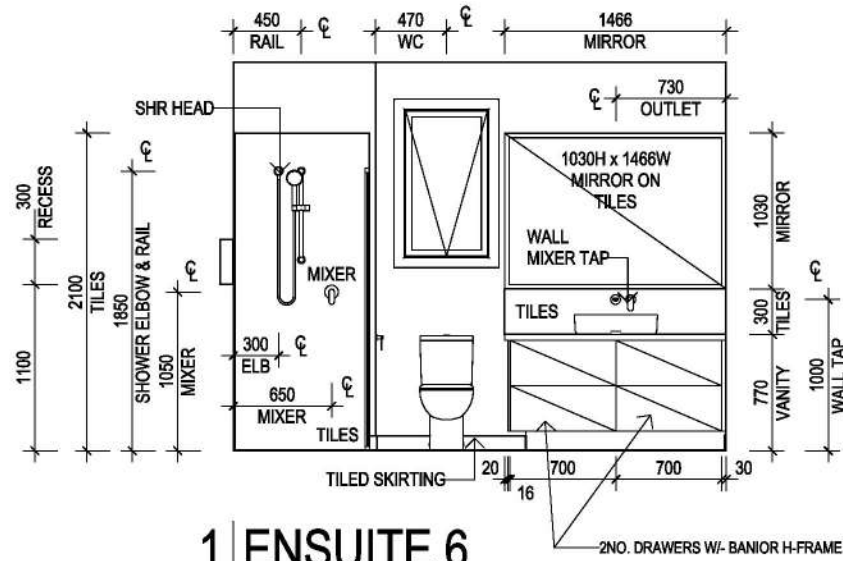 450
RAIL
℄
470
WC
℄
1466
MIRROR
SHR HEAD
℄
730
OUTLET
1030H x 1466W
MIRROR ON
TILES
WALL
MIXER TAP
MIXER
TILES
300
RECESS
1100
℄
2100
TILES
℄
1850
SHOWER ELBOW & RAIL
℄
1050
MIXER
300
ELB
℄
650
MIXER
℄
TILES
1030
MIRROR
300
TILES
770
VANITY
℄
1000
WALL TAP
TILED SKIRTING
20
16
700
700
30
2NO. DRAWERS W/- BANIOR H-FRAME
1 ENSUITE 6